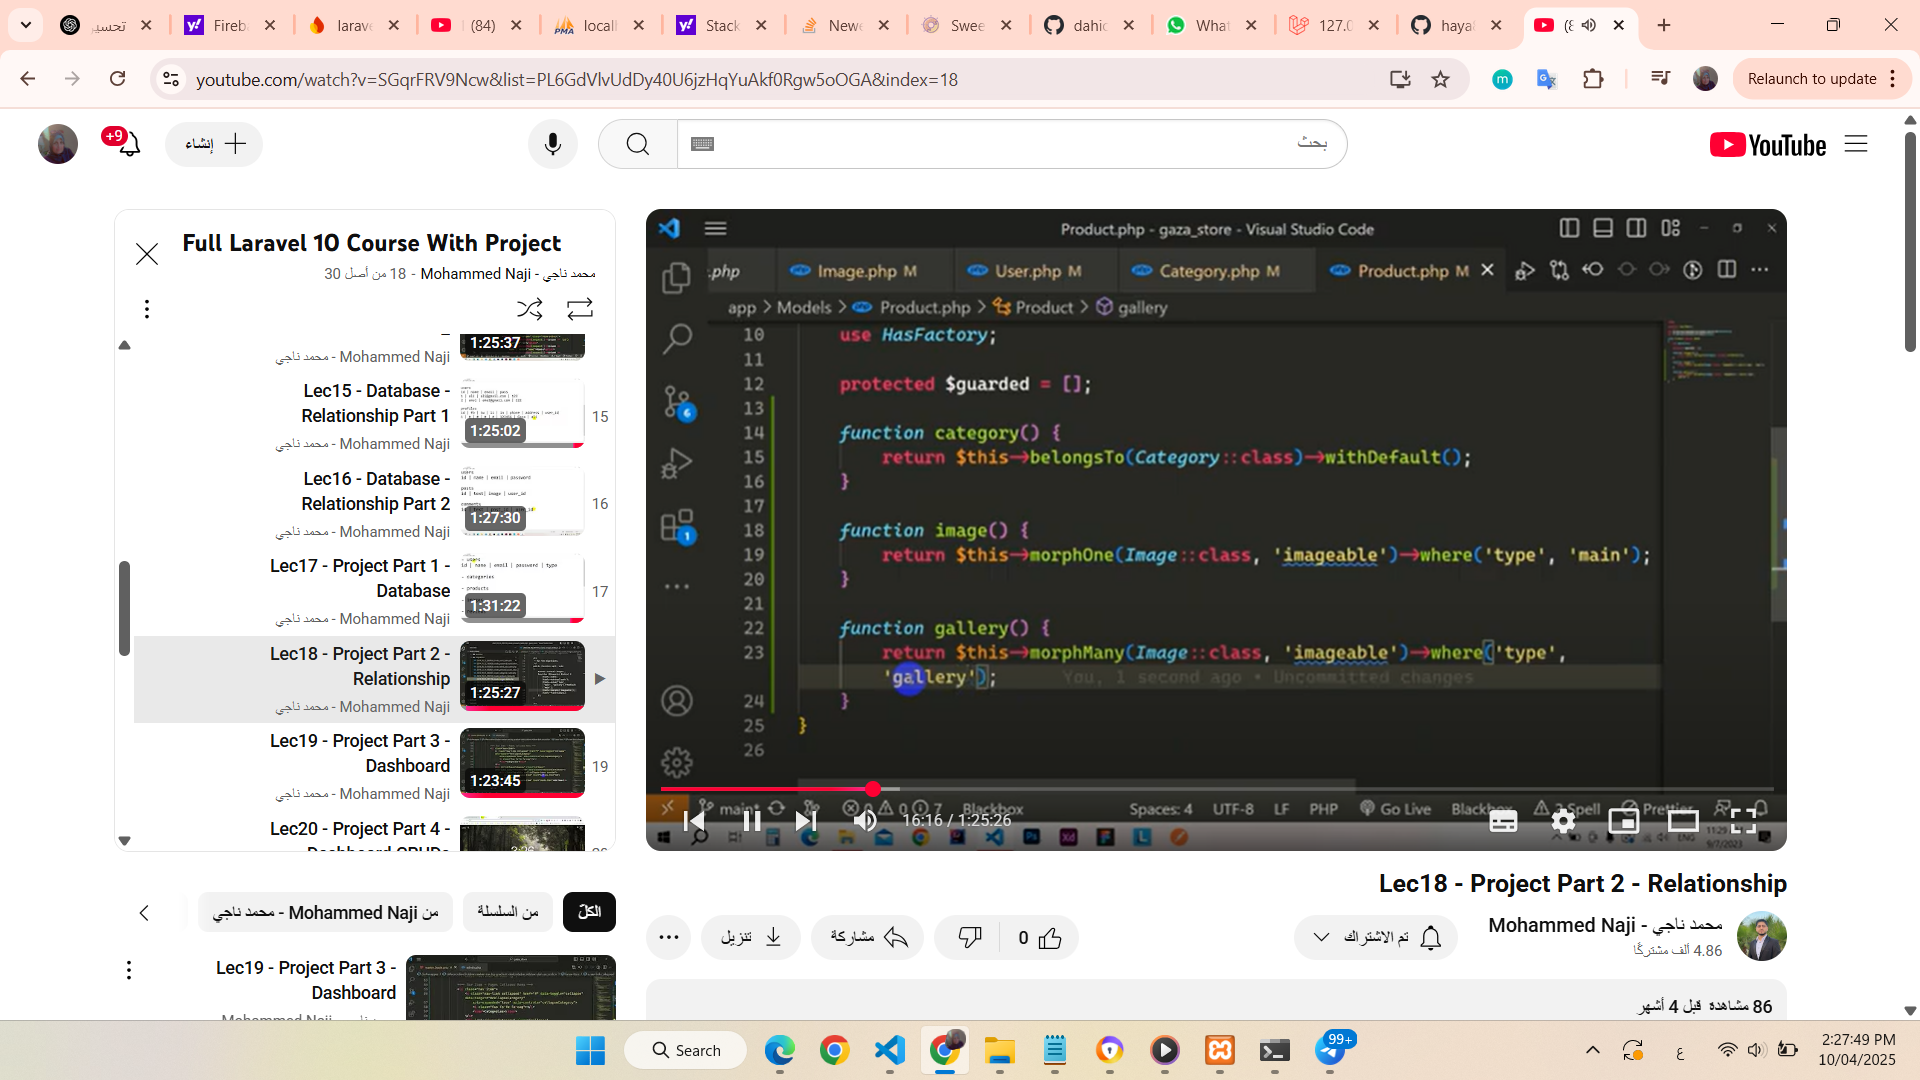 تحسين
Fireb
larave
(84)
localh
Stack
Newe
Swee
dahic
What
127.0
haya
(8
youtube.com/watch?v=SGqrFRV9Ncw&list=PL6GdVlvUdDy40U6jzHqYuAkf0Rgw5oOGA&index=18
Relaunch to update
+9
إنشاء
بحث
YouTube
Full Laravel 10 Course With Project
محمد ناجي - Mohammed Naji - 18 من أصل 30
1:25:37
Mohammed Naji - محمد ناجي
Lec15 - Database -
Relationship Part 1
Mohammed Naji - محمد ناجي
1:25:02
15
Lec16 - Database -
Relationship Part 2
Mohammed Naji - محمد ناجي
1:27:30
16
Lec17 - Project Part 1 -
Database
Mohammed Naji - محمد ناجي
1:31:22
17
Lec18 - Project Part 2 -
Relationship
Mohammed Naji - محمد ناجي
1:25:27
Lec19 - Project Part 3 -
Dashboard
Mohammed Naji - محمد ناجي
1:23:45
19
Lec20 - Project Part 4 -
Product.php - gaza_store - Visual Studio Code
.php
Image.php M
User.php M
Category.php M
Product.php M
app > Models > Product.php > Product > gallery
10 use HasFactory;
11
12 protected $guarded = [];
13
14 function category() {
15 return $this→belongsTo(Category::class)→withDefault();
16 }
17
18 function image() {
19 return $this→morphOne(Image::class, 'imageable')→where('type', 'main');
20 }
21
22 function gallery() {
23 return $this→morphMany(Image::class, 'imageable')→where('type',
'gallery'); You, 1 second ago • Uncommitted changes
24 }
25 }
26
6
1
main* 0 0 7 Blackbox Spaces: 4 UTF-8 LF PHP Go Live Blackbox 2 Spell Prettier
16:16 / 1:25:26
Lec18 - Project Part 2 - Relationship
محمد ناجي - Mohammed Naji
4.86 ألف مشتركًا
تم الاشتراك
0
مشاركة
تنزيل
86 مشاهدة قبل 4 أشهر
الكلّ
من السلسلة
من Mohammed Naji - محمد ناجي
Lec19 - Project Part 3 -
Dashboard
Search
99+
ع
2:27:49 PM
10/04/2025